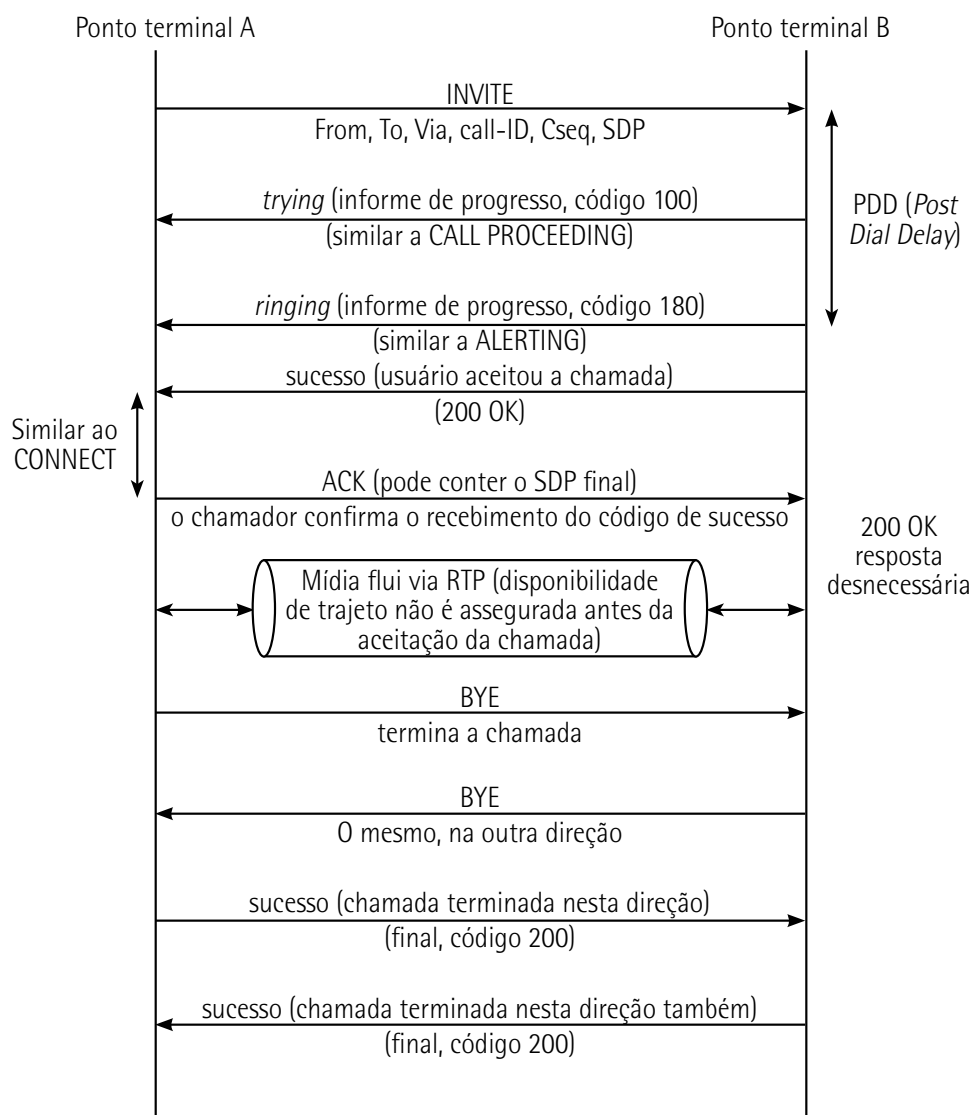 Ponto terminal A
Ponto terminal B
INVITE
From, To, Via, call-ID, Cseq, SDP
trying (informe de progresso, código 100)
(similar a CALL PROCEEDING)
PDD (Post
Dial Delay)
ringing (informe de progresso, código 180)
(similar a ALERTING)
sucesso (usuário aceitou a chamada)
(200 OK)
Similar ao
CONNECT
ACK (pode conter o SDP final)
o chamador confirma o recebimento do código de sucesso
200 OK
resposta
desnecessária
Mídia flui via RTP (disponibilidade
de trajeto não é assegurada antes da
aceitação da chamada)
BYE
termina a chamada
BYE
O mesmo, na outra direção
sucesso (chamada terminada nesta direção)
(final, código 200)
sucesso (chamada terminada nesta direção também)
(final, código 200)